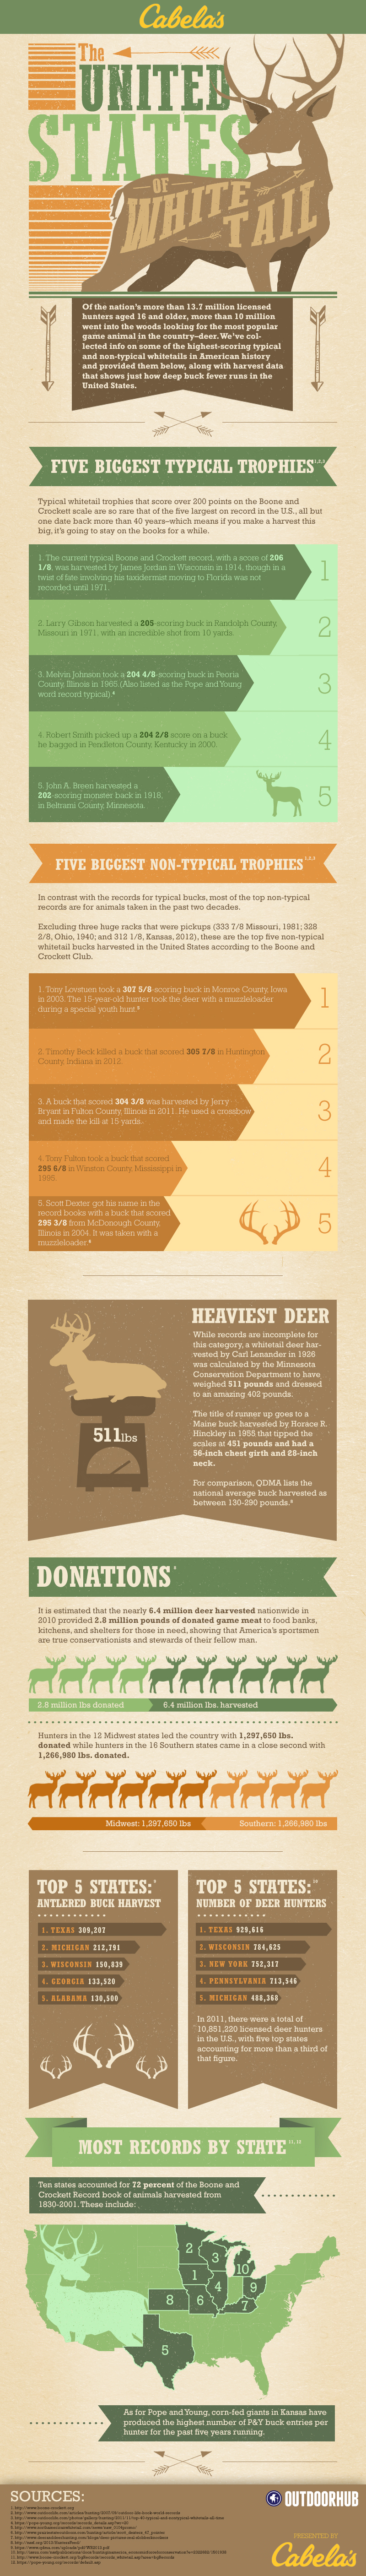 Cabela's
The
UNITED
STATES
OF
WHITE
TAIL
Of the nation's more than 13.7 million licensed
hunters aged 16 and older, more than 10 million
went into the woods looking for the most popular
game animal in the country–deer. We've col-
lected info on some of the highest-scoring typical
and non-typical whitetails in American history
and provided them below, along with harvest data
that shows just how deep buck fever runs in the
United States.
FIVE BIGGEST TYPICAL TROPHIES
Typical whitetail trophies that score over 200 points on the Boone and
Crockett scale are so rare that of the five largest on record in the U.S., all but
one date back more than 40 years–which means if you make a harvest this
big, it's going to stay on the books for a while.
1. The current typical Boone and Crockett record, with a score of 206
1/8, was harvested by James Jordan in Wisconsin in 1914, though in a
twist of fate involving his taxidermist moving to Florida was not
recorded until 1971.
1
2. Larry Gibson harvested a 205-scoring buck in Randolph County,
Missouri in 1971, with an incredible shot from 10 yards.
2
3. Melvin Johnson took a 204 4/8-scoring buck in Peoria
County, Illinois in 1965 (Also listed as the Pope and Young
word record typical).
3
4. Robert Smith picked up a 204 2/8 score on a buck
he bagged in Pendleton County, Kentucky in 2000.
4
5. John A. Breen harvested a
202-scoring monster back in 1918,
in Beltrami County, Minnesota.
5
FIVE BIGGEST NON-TYPICAL TROPHIES
In contrast with the records for typical bucks, most of the top non-typical
records are for animals taken in the past two decades.
Excluding three huge racks that were pickups (333 7/8 Missouri, 1981; 328
2/8, Ohio, 1940; and 312 1/8, Kansas, 2012), these are the top five non-typical
whitetail bucks harvested in the United States according to the Boone and
Crockett Club.
1. Tony Lovstuen took a 307 5/8-scoring buck in Monroe County, Iowa
in 2003. The 15-year-old hunter took the deer with a muzzleloader
during a special youth hunt.
1
2. Timothy Beck killed a buck that scored 305 7/8 in Huntington
County, Indiana in 2012.
2
3. A buck that scored 304 3/8 was harvested by Jerry
Bryant in Fulton County, Illinois in 2011. He used a crossbow
and made the kill at 15 yards.
3
4. Tony Fulton took a buck that scored
295 6/8 in Winston County, Mississippi in
1995.
4
5. Scott Dexter got his name in the
record books with a buck that scored
295 3/8 from McDonough County,
Illinois in 2004. It was taken with a
muzzleloader.
5
HEAVIEST DEER
While records are incomplete for
this category, a whitetail deer har-
vested by Carl Lenander in 1926
was calculated by the Minnesota
Conservation Department to have
weighed 511 pounds and dressed
to an amazing 402 pounds.
511lbs
The title of runner up goes to a
Maine buck harvested by Horace R.
Hinckley in 1955 that tipped the
scales at 451 pounds and had a
56-inch chest girth and 28-inch
neck.
For comparison, QDMA lists the
national average buck harvested as
between 130-290 pounds.
DONATIONS
It is estimated that the nearly 6.4 million deer harvested nationwide in
2010 provided 2.8 million pounds of donated game meat to food banks,
kitchens, and shelters for those in need, showing that America's sportsmen
are true conservationists and stewards of their fellow man.
2.8 million lbs donated
6.4 million lbs. harvested
Hunters in the 12 Midwest states led the country with 1,297,650 lbs.
donated while hunters in the 16 Southern states came in a close second with
1,266,980 lbs. donated.
Midwest: 1,297,650 lbs
Southern: 1,266,980 lbs
TOP 5 STATES:
ANTLERED BUCK HARVEST
1. TEXAS 309,207
2. MICHIGAN 212,791
3. WISCONSIN 150,839
4. GEORGIA 133,520
5. ALABAMA 130,500
TOP 5 STATES:
NUMBER OF DEER HUNTERS
1. TEXAS 929,616
2. WISCONSIN 784,625
3. NEW YORK 752,317
4. PENNSYLVANIA 713,546
5. MICHIGAN 488,368
In 2011, there were a total of
10,851,220 licensed deer hunters
in the U.S., with five top states
accounting for more than a third of
that figure.
MOST RECORDS BY STATE
Ten states accounted for 72 percent of the Boone and
Crockett Record book of animals harvested from
1830-2001. These include:
2
3
10
1
4
9
8
6
7
5
As for Pope and Young, corn-fed giants in Kansas have
produced the highest number of P&Y buck entries per
hunter for the past five years running.
SOURCES:
OUTDOORHUB
PRESENTED BY
Cabela's